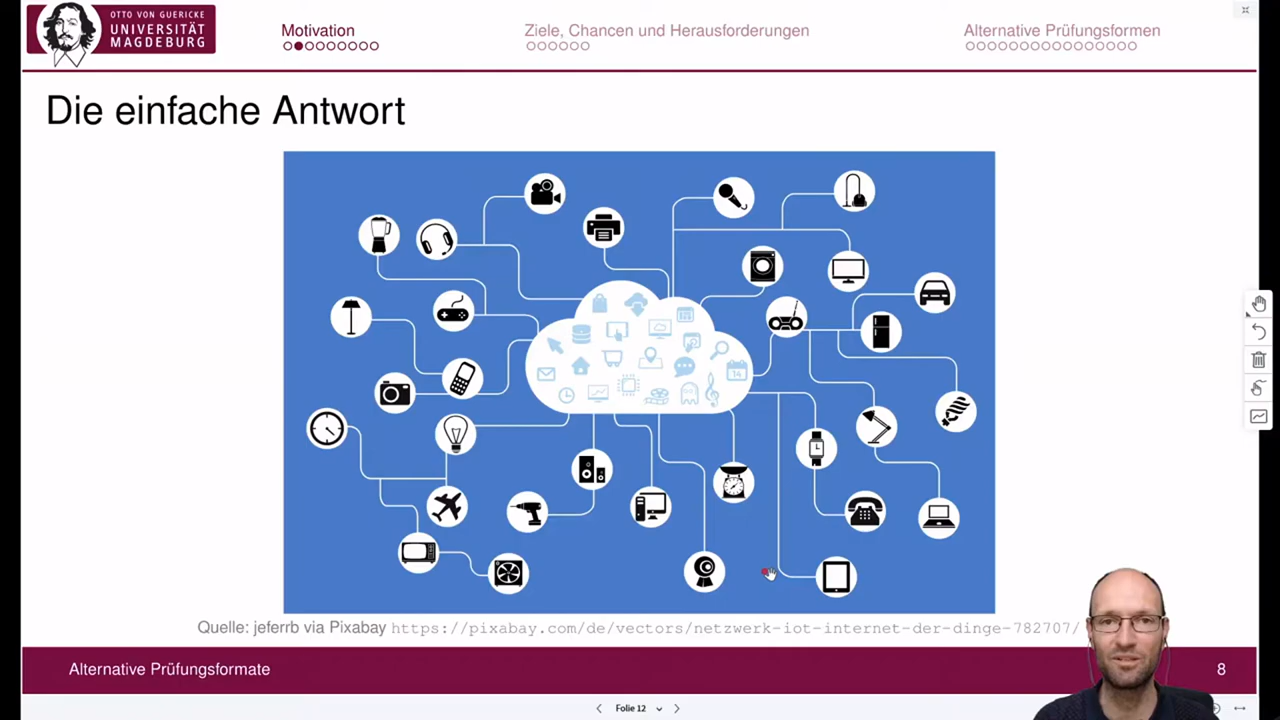 OTTO VON GUERICKE
UNIVERSITÄT
MAGDEBURG
Motivation
Ziele, Chancen und Herausforderungen
Alternative Prüfungsformen
Die einfache Antwort
14
Quelle: jeferrb via Pixabay https://pixabay.com/de/vectors/netzwerk-iot-internet-der-dinge-782707/
Alternative Prüfungsformate
8
Folie 12